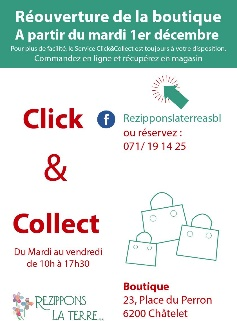 Réouverture de la boutique
A partir du mardi 1er décembre
Pour plus de facilité, le Service Click&Collect est toujours à votre disposition.
Commandez en ligne et récupérez en magasin
Click
&
Collect
Rezipponslaterreasbl
ou réservez :
071/ 19 14 25
Du Mardi au vendredi
de 10h à 17h30
Boutique
23, Place du Perron
6200 Châtelet
REZIPPONS
LA TERRE